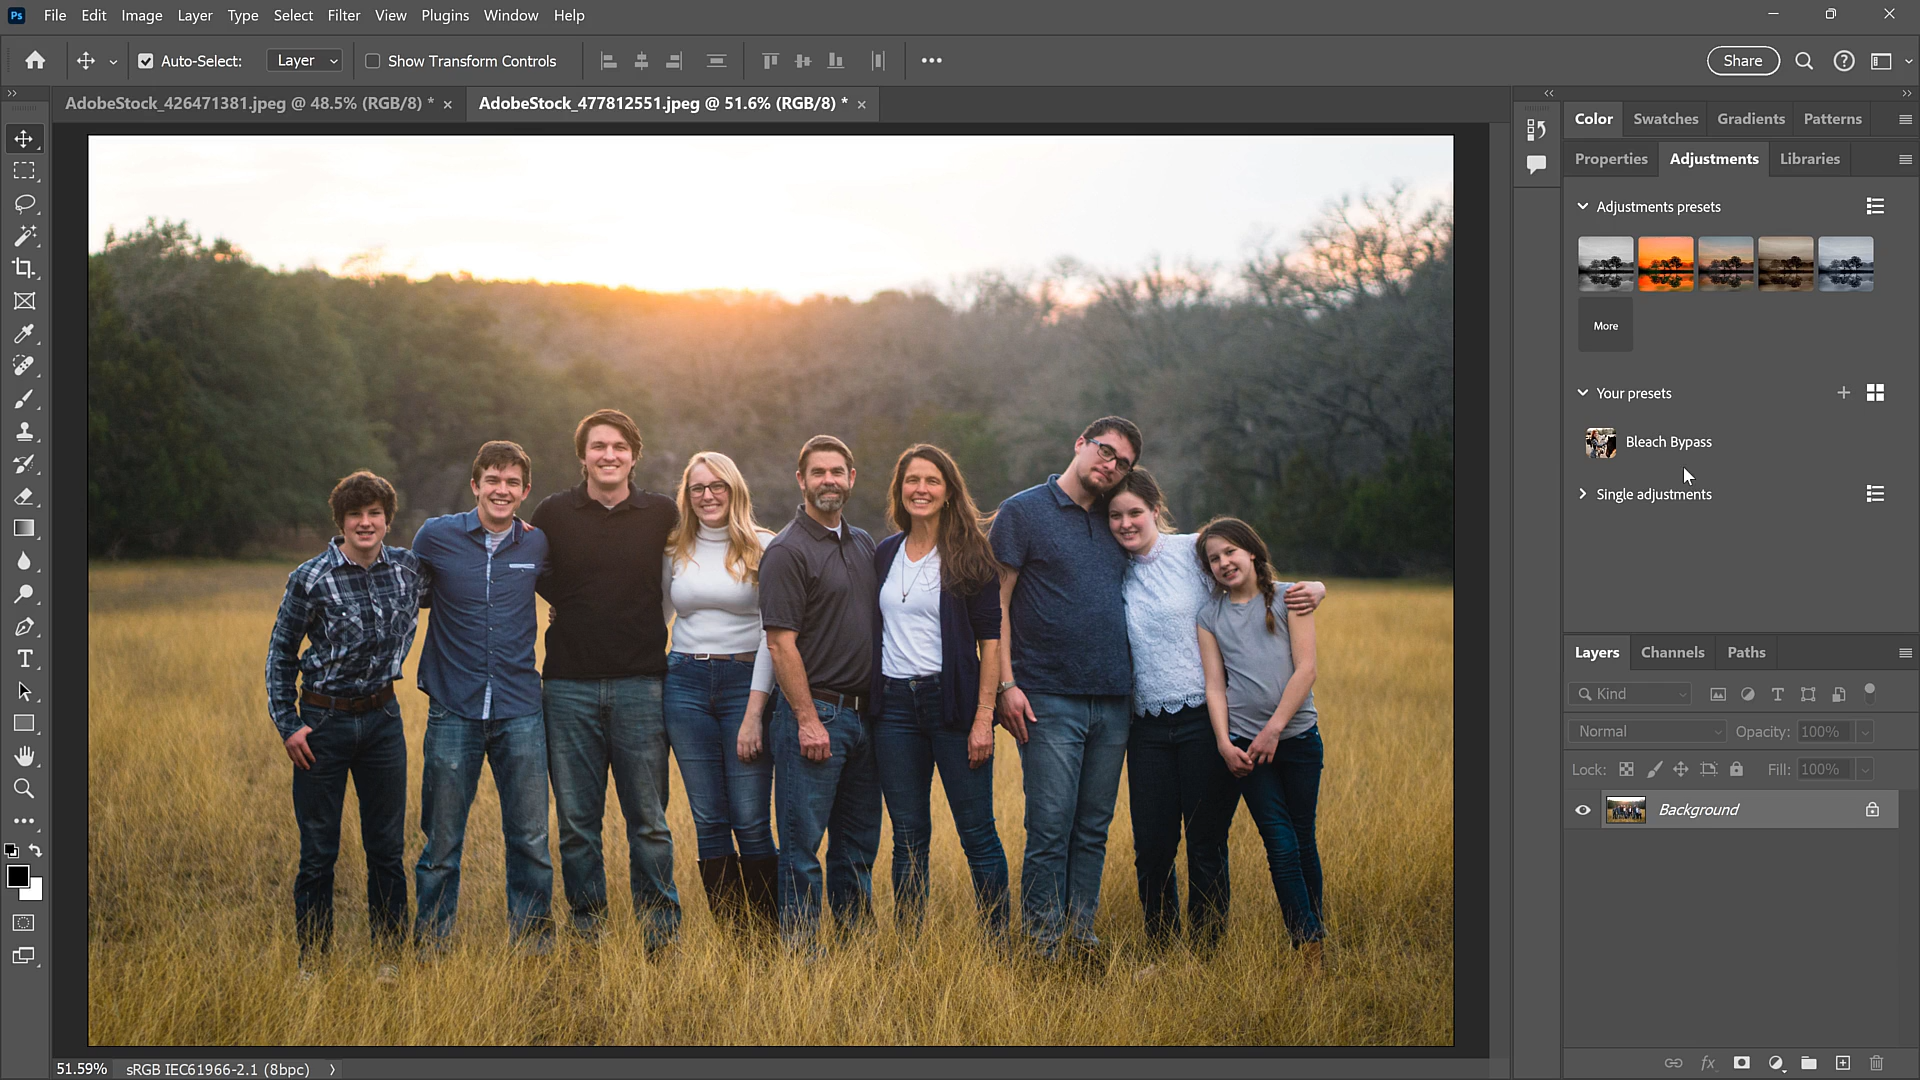 Ps File Edit Image Layer Type Select Filter View Plugins Window Help
Auto-Select: Layer Show Transform Controls Share
AdobeStock_426471381.jpeg @ 48.5% (RGB/8) * × AdobeStock_477812551.jpeg @ 51.6% (RGB/8) * ×
Color Swatches Gradients Patterns
Properties Adjustments Libraries
Adjustments presets
More
Your presets
Bleach Bypass
Single adjustments
Layers Channels Paths
Kind
Normal Opacity: 100%
Lock: Fill: 100%
Background
fx
51.59% sRGB IEC61966-2.1 (8bpc)